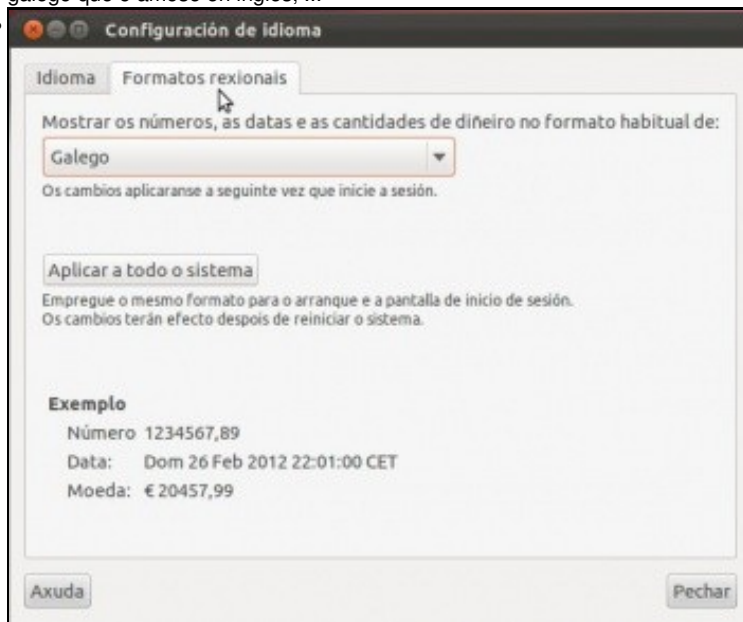 Configuración de idioma
Idioma Formatos rexionais
Mostrar os números, as datas e as cantidades de diñeiro no formato habitual de:
Galego
Os cambios aplicaranse a seguinte vez que inicie a sesión.
Aplicar a todo o sistema
Empregue o mesmo formato para o arranque e a pantalla de inicio de sesión.
Os cambios terán efecto despois de reiniciar o sistema.
Exemplo
Número 1234567,89
Data: Dom 26 Feb 2012 22:01:00 CET
Moeda: € 20457,99
Axuda Pechar